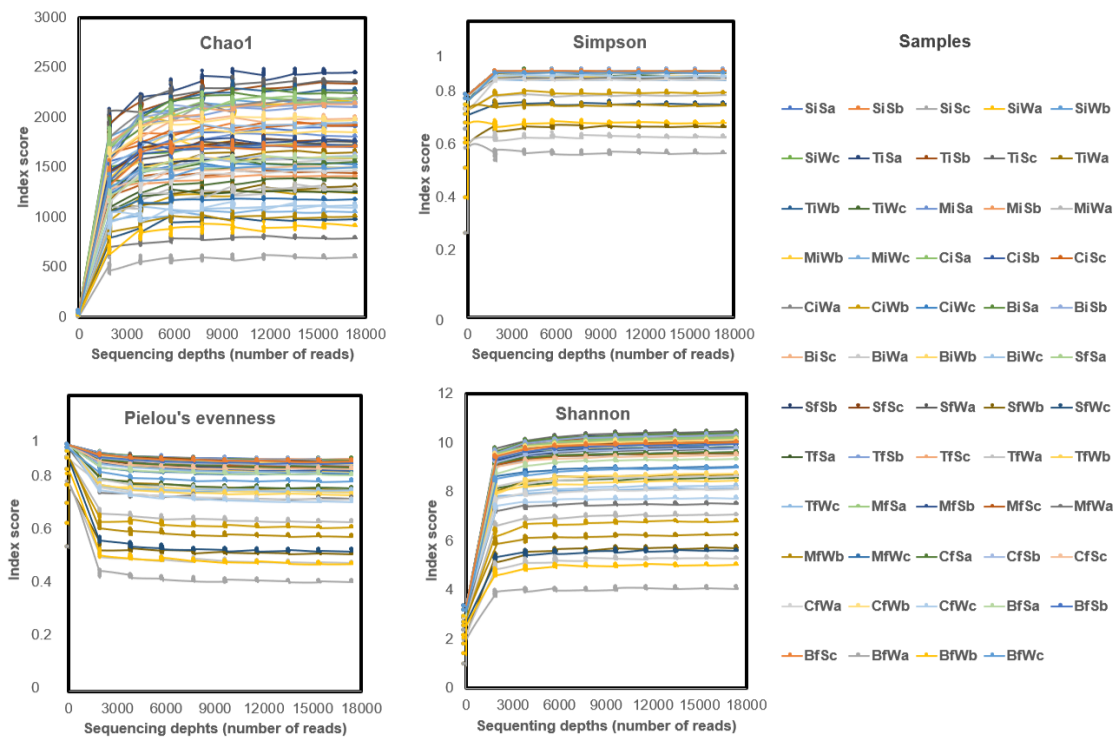 Chao1
3000
2500
2000
1500
1000
500
0
Index score
0 3000 6000 9000 12000 15000 18000
Sequencing depths (number of reads)
Simpson
1
0.8
0.6
0.4
0.2
0
Index score
0 3000 6000 9000 12000 15000 18000
Sequencing depths (number of reads)
Pielou's evenness
1
0.8
0.6
0.4
0.2
0
Index score
0 3000 6000 9000 12000 15000 18000
Sequencing depths (number of reads)
Shannon
12
10
8
6
4
2
0
Index score
0 3000 6000 9000 12000 15000 18000
Sequenting depths (number of reads)
Samples
SiSa SiSb SiSc SiWa SiWb
SiWc TiSa TiSb TiSc TiWa
TiWb TiWc MiSa MiSb MiWa
MiWb MiWc CiSa CiSb CiSc
CiWa CiWb CiWc BiSa BiSb
BiSc BiWa BiWb BiWc SfSa
SfSb SfSc SfWa SfWb SfWc
TfSa TfSb TfSc TfWa TfWb
TfWc MfSa MfSb MfSc MfWa
MfWb MfWc CfSa CfSb CfSc
CfWa CfWb CfWc BfSa BfSb
BfSc BfWa BfWb BfWc